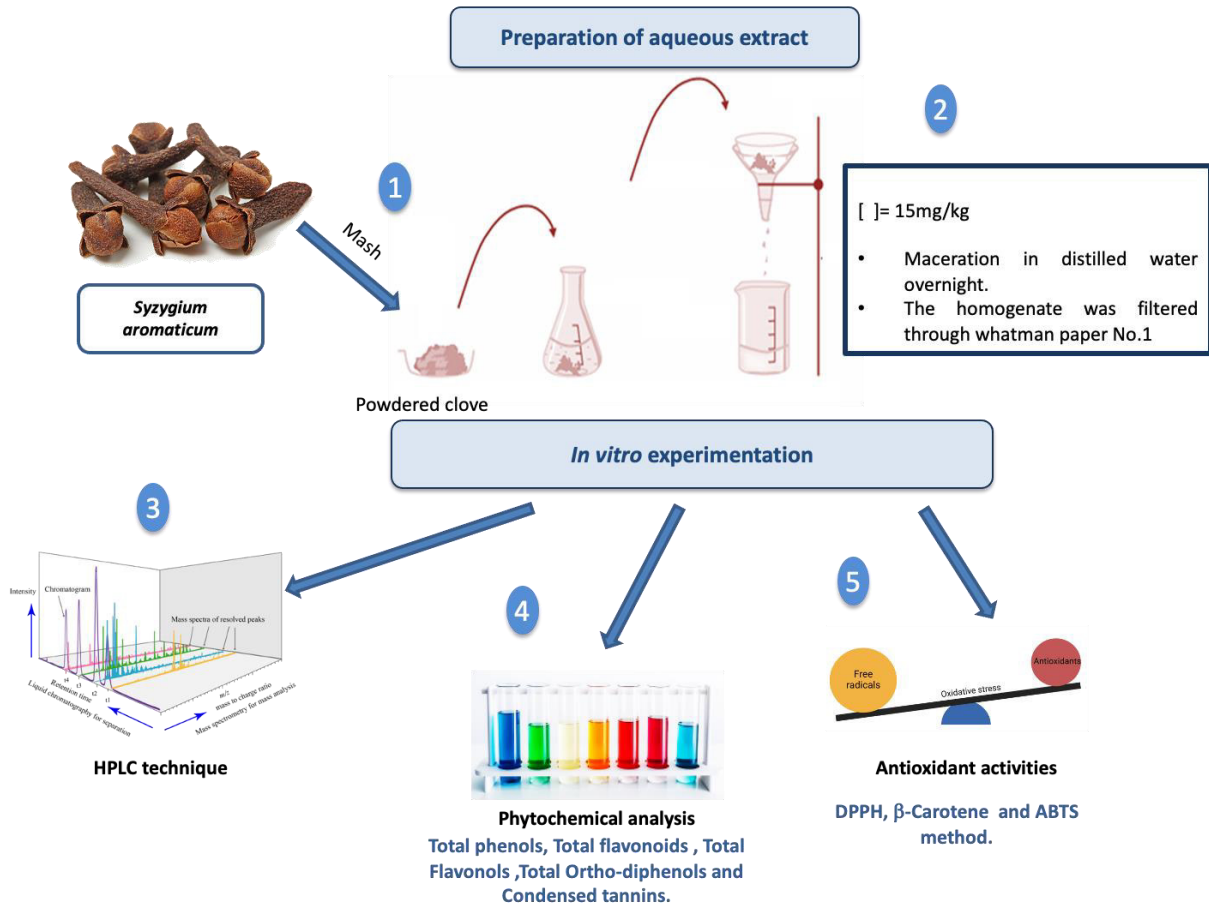 Preparation of aqueous extract
2
1
Mash
[ ]= 15mg/kg
• Maceration in distilled water
overnight.
• The homogenate was filtered
through whatman paper No.1
Syzygium
aromaticum
Powdered clove
In vitro experimentation
3
Intensity
Chromatogram
Mass spectra of resolved peaks
t4
t3
t2
t1
Retention time
Liquid chromatography for separation
m/z
mass to charge ratio
Mass spectrometry for mass analysis
HPLC technique
4
Phytochemical analysis
Total phenols, Total flavonoids , Total
Flavonols ,Total Ortho-diphenols and
Condensed tannins.
5
Free
radicals
Antioxidants
Oxidative stress
Antioxidant activities
DPPH, β-Carotene and ABTS
method.